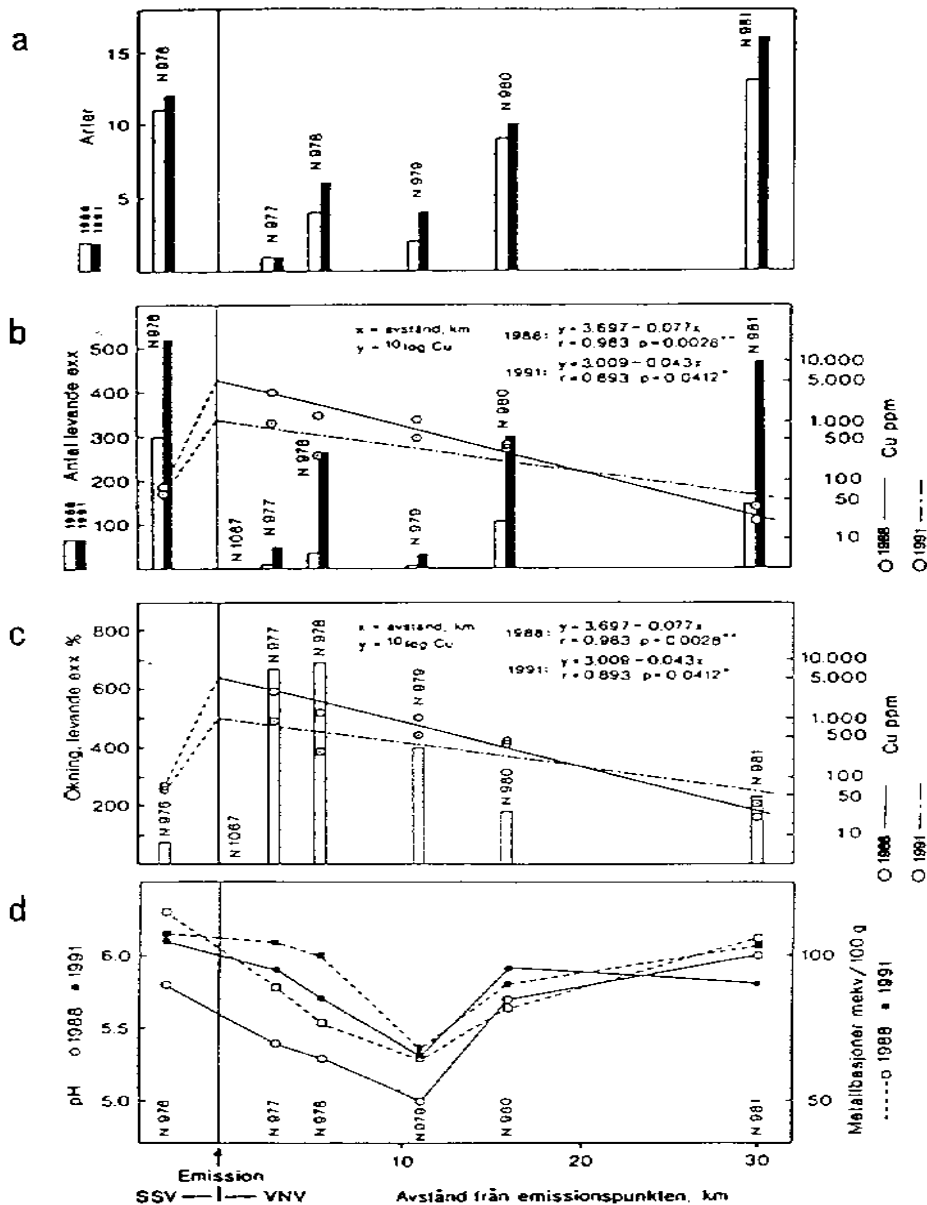 a
15
10
5
Arter
1988
1991
N 976
N 977
N 978
N 979
N 980
N 981
b
500
400
300
200
100
Antal levande exx
1988
1991
N 976
N 1067
N 977
N 978
N 979
N 980
N 981
x = avstånd, km
y = 10log Cu
1988: y = 3.697-0.077x
r = 0.983 p = 0.0028**
1991: y = 3.009-0.043x
r = 0.893 p = 0.0412*
10.000
5.000
1.000
500
100
50
10
Cu ppm
O 1988
O 1991
c
800
600
400
200
Ökning, levande exx %
N 976
N 1067
N 977
N 978
N 979
N 980
N 981
x = avstånd, km
y = 10log Cu
1988: y = 3.697-0.077x
r = 0.983 p = 0.0028**
1991: y = 3.009-0.043x
r = 0.893 p = 0.0412*
10.000
5.000
1.000
500
100
50
10
Cu ppm
O 1988
O 1991
d
6.0
5.5
5.0
pH o 1988 ■ 1991
N 976
N 977
N 978
N 979
N 980
N 981
100
50
Metallbasjoner mekv/100 g
o 1988 ■ 1991
10
20
30
Emission
SSV
VNV
Avstånd från emissionspunkten, km